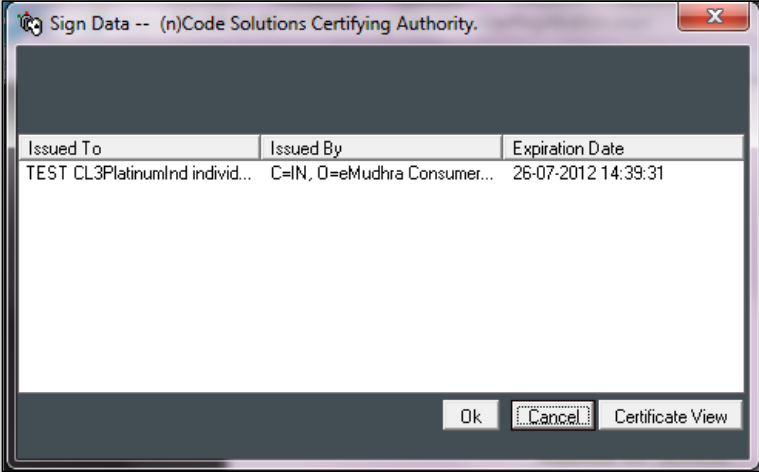 Sign Data -- (n)Code Solutions Certifying Authority.
Issued To Issued By Expiration Date
TEST CL3PlatinumInd individ... C=IN, O=eMudhra Consumer... 26-07-2012 14:39:31
Ok Cancel Certificate View